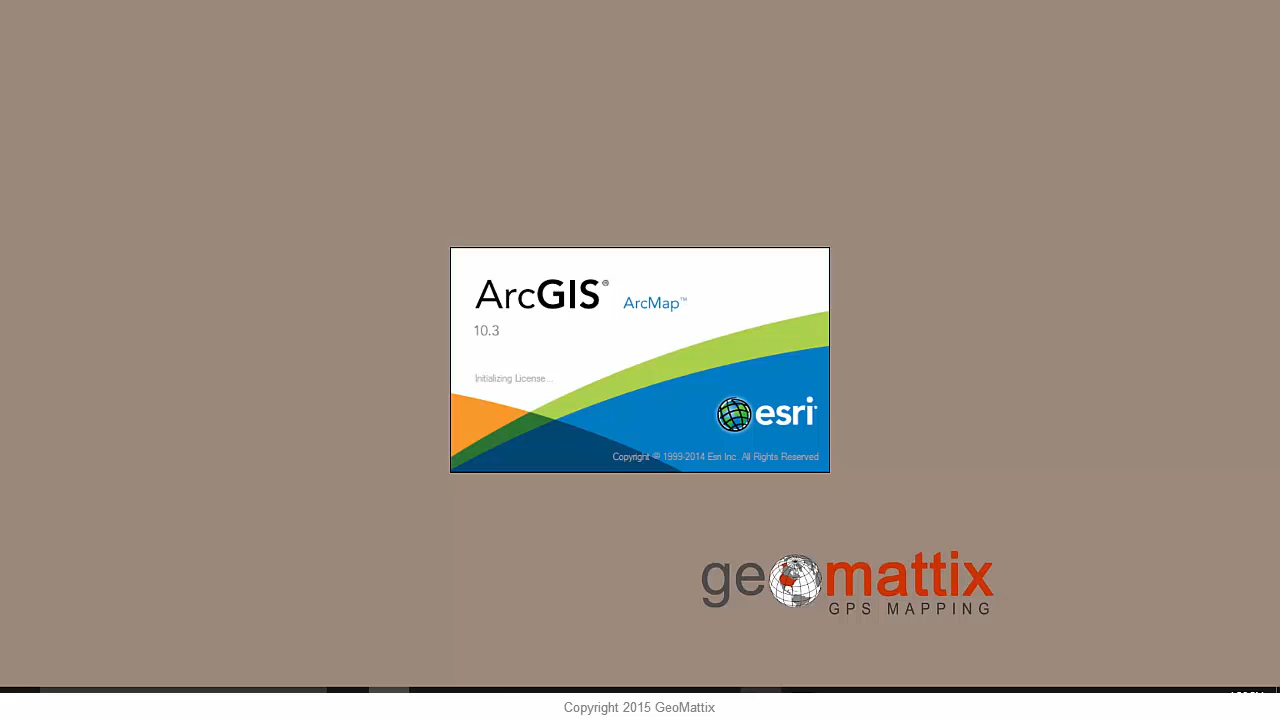 ArcGIS® ArcMap™
10.3
Initializing License...
esri®
Copyright © 1999-2014 Esri Inc. All Rights Reserved
geomattix
GPS MAPPING
Copyright 2015 GeoMattix